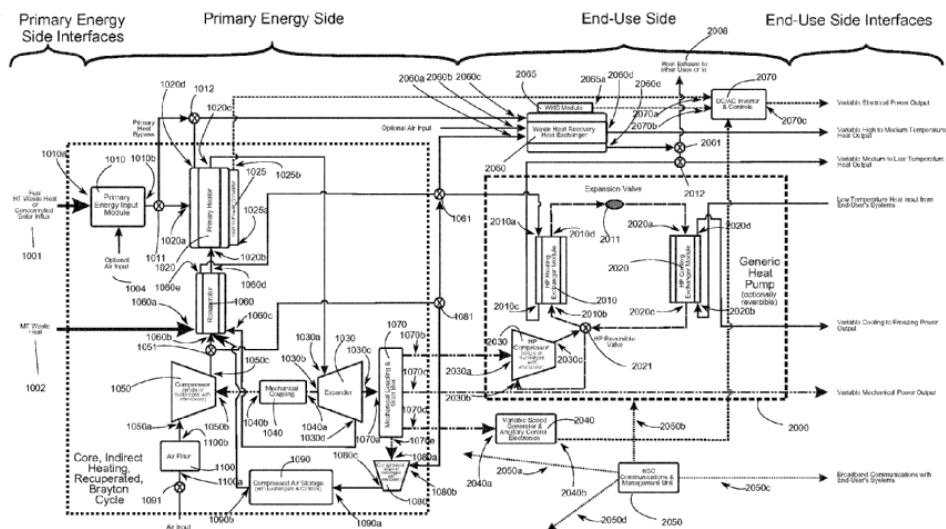 Primary Energy
Side Interfaces
Primary Energy Side
End-Use Side
End-Use Side Interfaces
2008
Heat Exhaust to
other Uses or to
1020d
1012
1020c
2060a
2060b
2060c
2065
2065a
2060d
2060e
WHR Module
2070
DC/AC Inverter
& Controls
2070a
2070b
2070c
Variable Electrical Power Output
Primary
Heat
Bypass
Optional Air Input
Waste Heat Recovery
Heat Exchanger
2060
2061
Variable High to Medium Temperature
Heat Output
1010a
1010
1010b
Fuel
HT Waste Heat or
Concentrated
Solar Influx
Primary
Energy Input
Module
Primary Heater
1025
1025b
1025a
2012
Variable Medium to Low Temperature
Heat Output
1061
1001
1011
1020a
1020
1020b
Optional
Air Input
1004
Expansion Valve
2011
2010a
2010d
2020a
2020d
Low Temperature Heat Input from
End-User's Systems
HP Heating
Exchanger Module
2010
HP Cooling
Exchanger Module
2020
Generic
Heat
Pump
(optionally
reversible)
1060e
1060d
1060a
1060
1060c
Recuperator
1081
2010c
2010b
2020c
2020b
MT Waste
Heat
1002
1060b
1051
Variable Cooling to Freezing Power
Output
HP Reversible
Valve
2021
2030
HP
Compressor
2030a
2030c
2030b
1050
1050c
Compressor
1030a
1030
1030b
1030c
Expander
1070
1070b
1070c
1070d
Mechanical Coupling &
Gear Box
Mechanical
Coupling
1040b
1040
1040a
1030d
1070a
1070e
Variable Mechanical Power Output
2000
1050a
1050b
1100b
Air Filter
1100
1100a
1091
Air Input
Core, Indirect
Heating,
Recuperated,
Brayton
Cycle
1090
Compressed Air Storage
(with Exchangers & Controls)
1090b
1090a
1080c
1080a
1080b
1080
Variable Speed
Generator &
Ancillary Control
Electronics
2040
2040a
2040b
2050b
2050a
nSC
Communications &
Management Unit
2050
2050c
2050d
Broadband Communications with
End-User's Systems